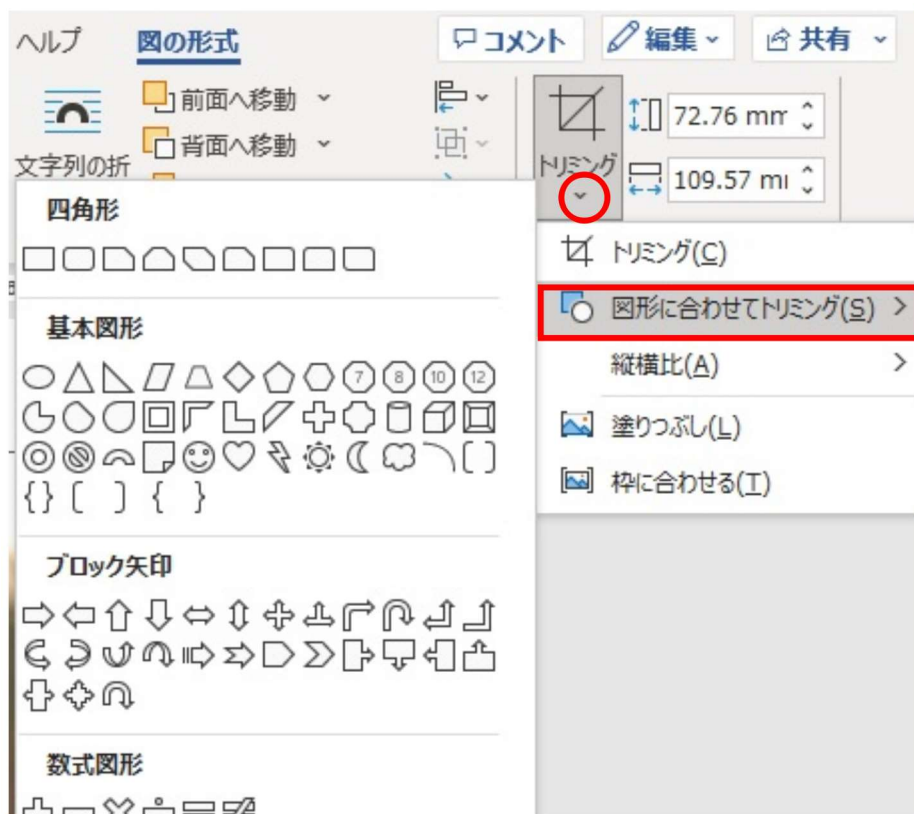 ヘルプ 図の形式 コメント 編集 共有
前面へ移動
背面へ移動
文字列の折
トリミング
72.76 mm
109.57 m
四角形
基本図形
7 8 10 12
ブロック矢印
数式図形
トリミング(C)
図形に合わせてトリミング(S)
縦横比(A)
塗りつぶし(L)
枠に合わせる(T)